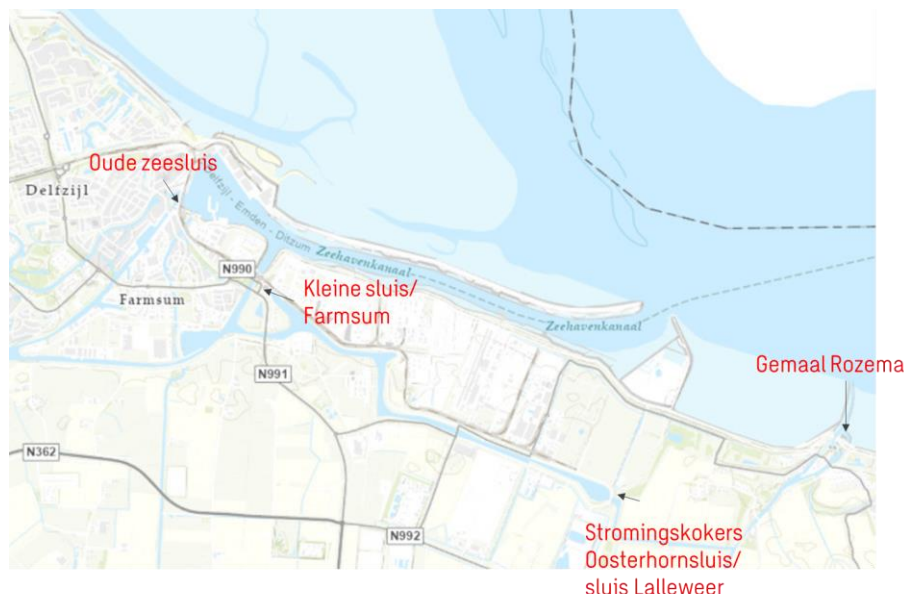 Oude zeesluis
Delfzijl
Delfzijl - Emden - Ditzum
Zeehavenkanaal
N990
Kleine sluis/
Farmsum
Farmsum
Zeehavenkanaal
Gemaal Rozema
N991
N362
N992
Stromingskokers
Oosterhornsluis/
sluis Lalleweer